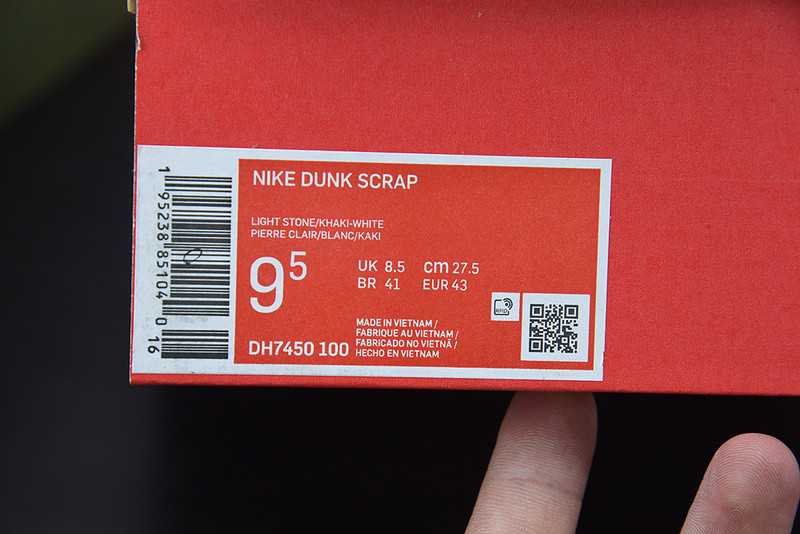 NIKE DUNK SCRAP
LIGHT STONE/KHAKI-WHITE
PIERRE CLAIR/BLANC/KAKI
9 5
UK 8.5 cm 27.5
BR 41 EUR 43
MADE IN VIETNAM /
FABRIQUE AU VIETNAM /
FABRICADO NO VIETNÃ /
HECHO EN VIETNAM
DH7450 100
RFID
1 95238 85104 0 16